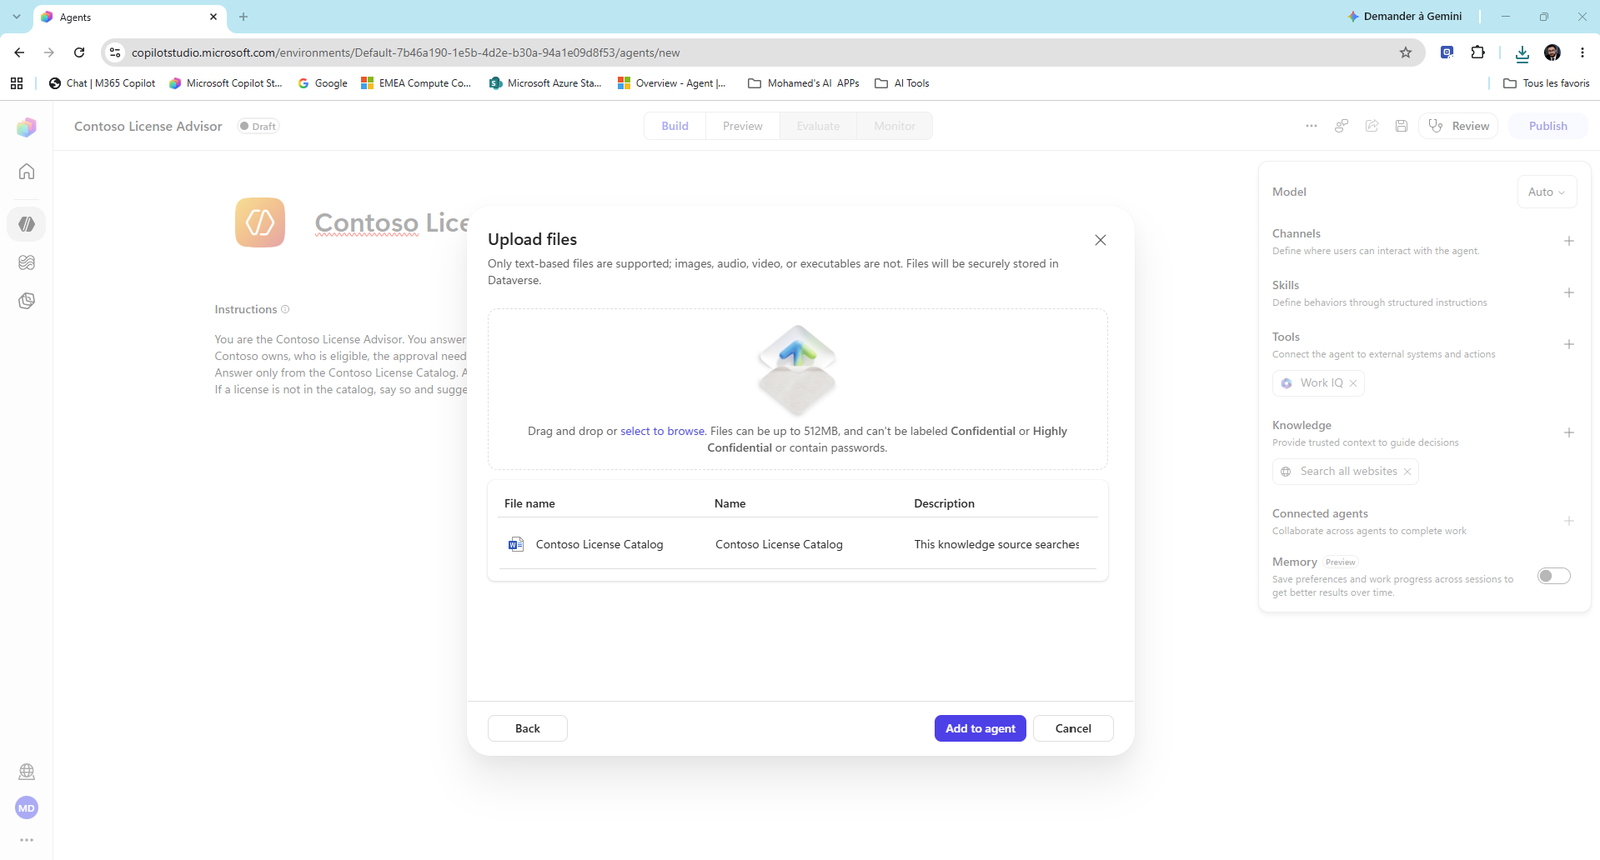 Agents
Demander à Gemini
copilotstudio.microsoft.com/environments/Default-7b46a190-1e5b-4d2e-b30a-94a1e09d8f53/agents/new
Chat | M365 Copilot
Microsoft Copilot St...
Google
EMEA Compute Co...
Microsoft Azure Sta...
Overview - Agent |...
Mohamed's AI APPs
AI Tools
Tous les favoris
Contoso License Advisor
Draft
Build
Preview
Evaluate
Monitor
Review
Publish
Contoso Lice
Instructions
You are the Contoso License Advisor. You answer
Contoso owns, who is eligible, the approval need
Answer only from the Contoso License Catalog. A
If a license is not in the catalog, say so and sugge
Upload files
Only text-based files are supported; images, audio, video, or executables are not. Files will be securely stored in
Dataverse.
Drag and drop or select to browse. Files can be up to 512MB, and can't be labeled Confidential or Highly
Confidential or contain passwords.
File name
Name
Description
Contoso License Catalog
Contoso License Catalog
This knowledge source searches
Back
Add to agent
Cancel
Model
Auto
Channels
Define where users can interact with the agent.
Skills
Define behaviors through structured instructions
Tools
Connect the agent to external systems and actions
Work IQ
Knowledge
Provide trusted context to guide decisions
Search all websites
Connected agents
Collaborate across agents to complete work
Memory Preview
Save preferences and work progress across sessions to
get better results over time.
MD